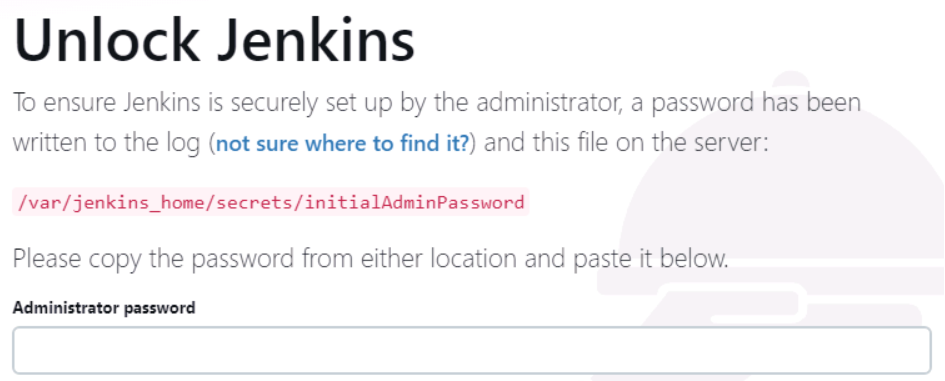 Unlock Jenkins
To ensure Jenkins is securely set up by the administrator, a password has been
written to the log (not sure where to find it?) and this file on the server:
/var/jenkins_home/secrets/initialAdminPassword
Please copy the password from either location and paste it below.
Administrator password